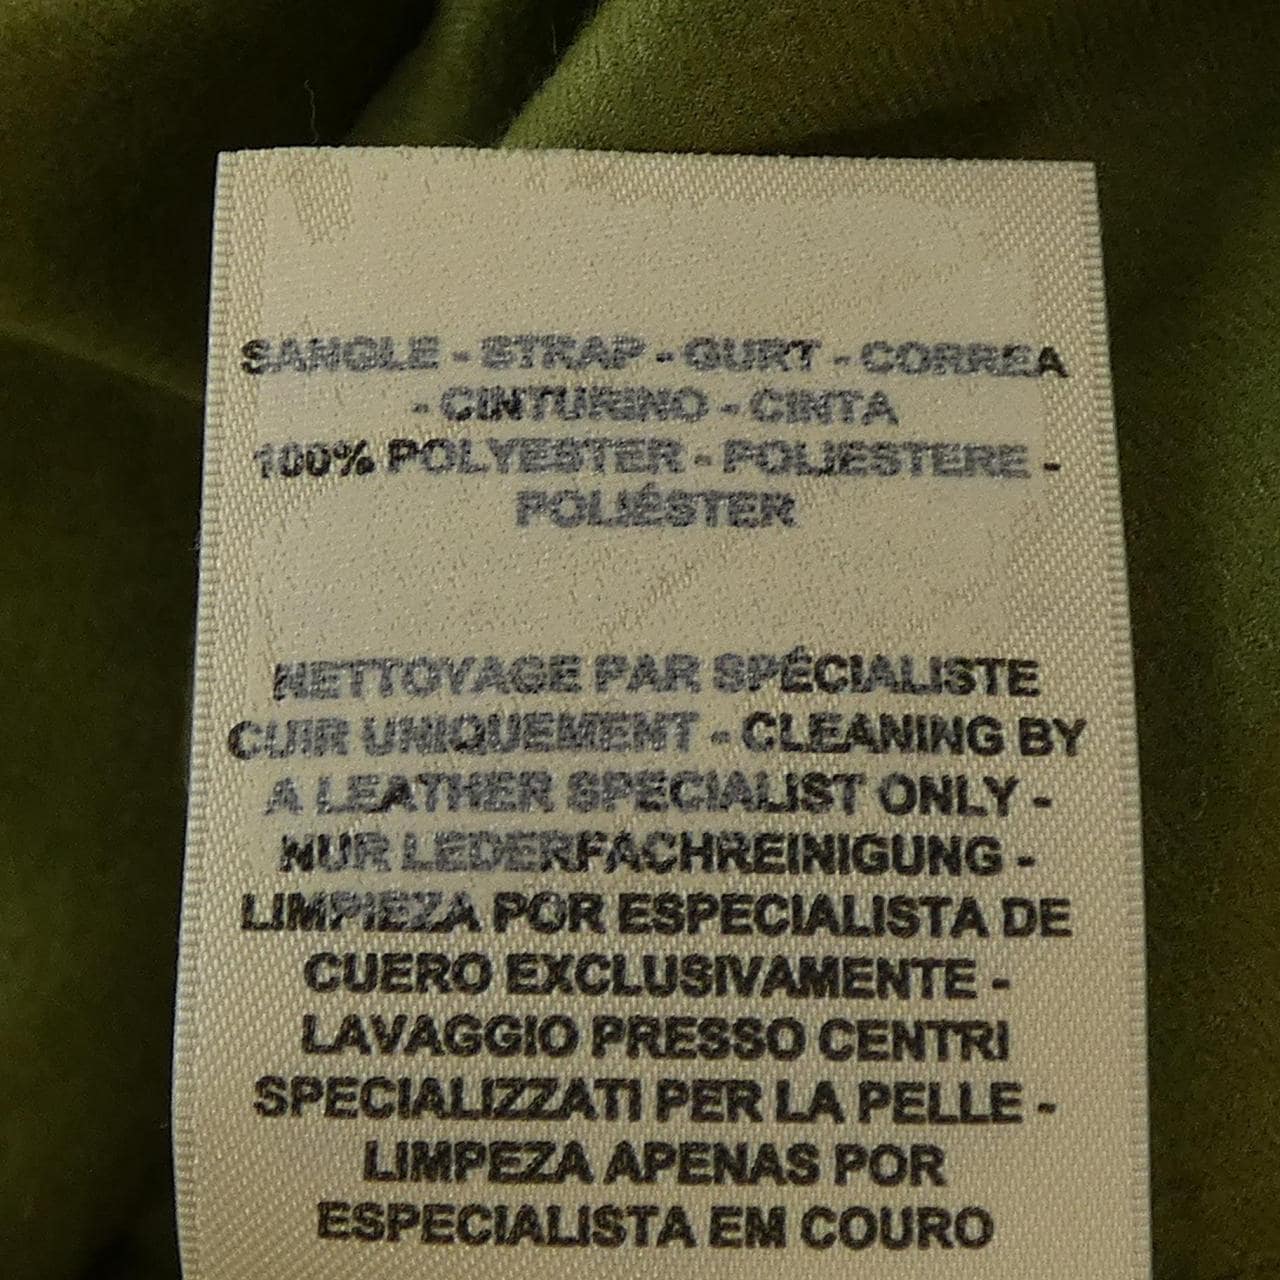 SANGLE - STRAP - GURT - CORREA
- CINTURINO - CINTA
100% POLYESTER - POLIESTERE -
POLIÉSTER
NETTOYAGE PAR SPÉCIALISTE
CUIR UNIQUEMENT - CLEANING BY
A LEATHER SPECIALIST ONLY -
NUR LEDERFACHREINIGUNG -
LIMPIEZA POR ESPECIALISTA DE
CUERO EXCLUSIVAMENTE -
LAVAGGIO PRESSO CENTRI
SPECIALIZZATI PER LA PELLE -
LIMPEZA APENAS POR
ESPECIALISTA EM COURO